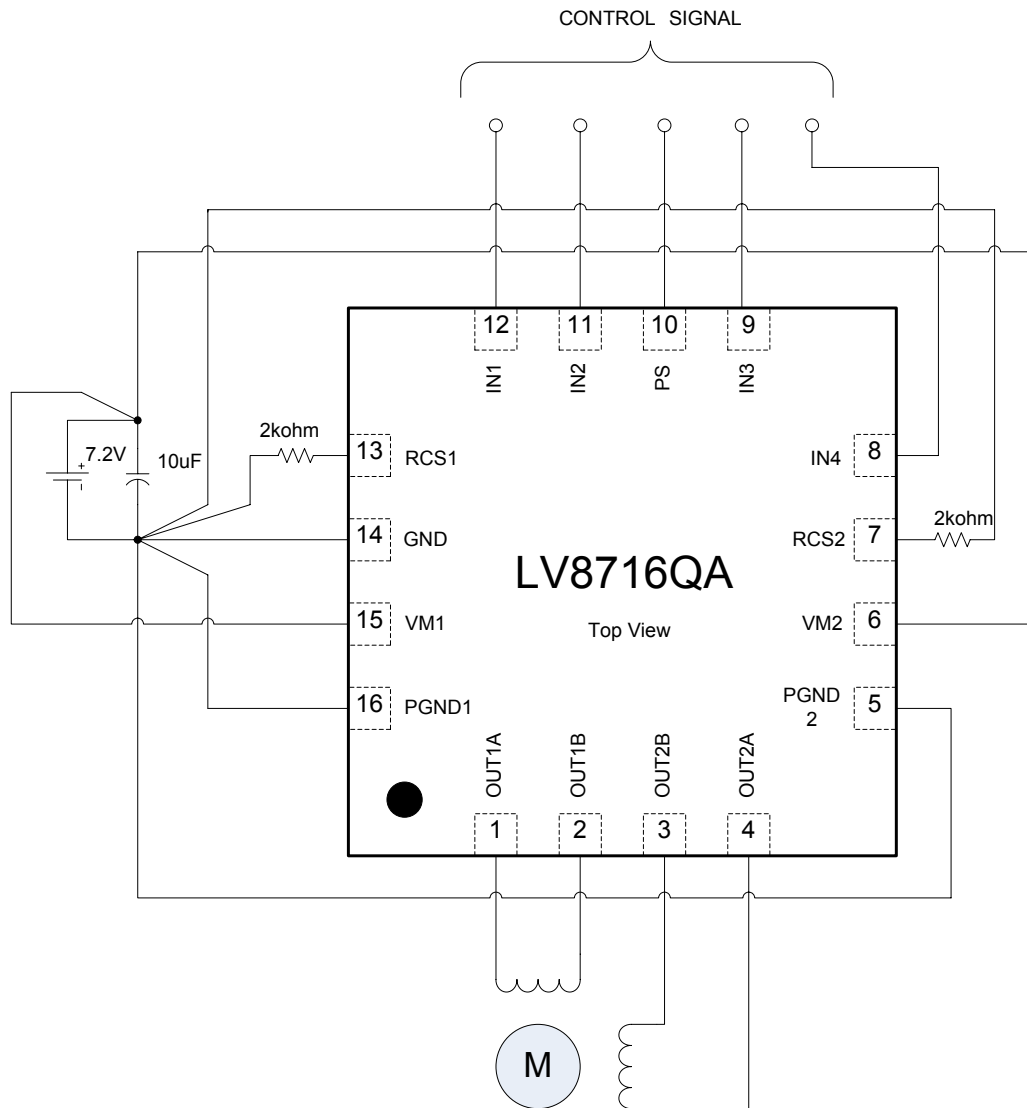 CONTROL SIGNAL
12
11
10
9
IN1
IN2
PS
IN3
2kohm
13
RCS1
IN4
8
7.2V
10uF
+
-
14
GND
RCS2
7
2kohm
LV8716QA
Top View
15
VM1
VM2
6
16
PGND1
PGND
2
5
OUT1A
OUT1B
OUT2B
OUT2A
1
2
3
4
M